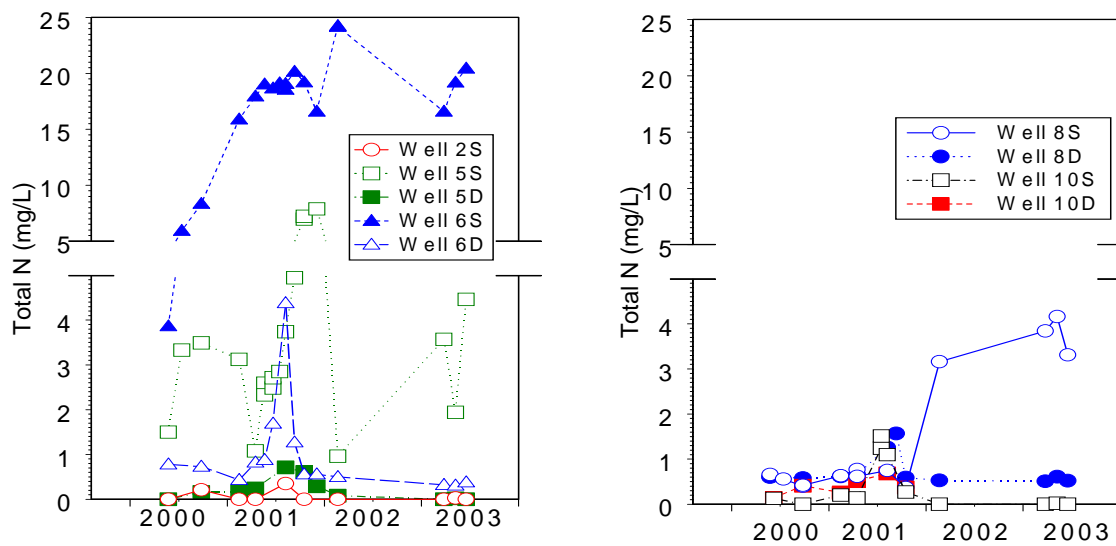 Total N (mg/L)
25
20
15
10
5
4
3
2
1
0
2000 2001 2002 2003
Well 2S
Well 5S
Well 5D
Well 6S
Well 6D
Total N (mg/L)
25
20
15
10
5
4
3
2
1
0
2000 2001 2002 2003
Well 8S
Well 8D
Well 10S
Well 10D